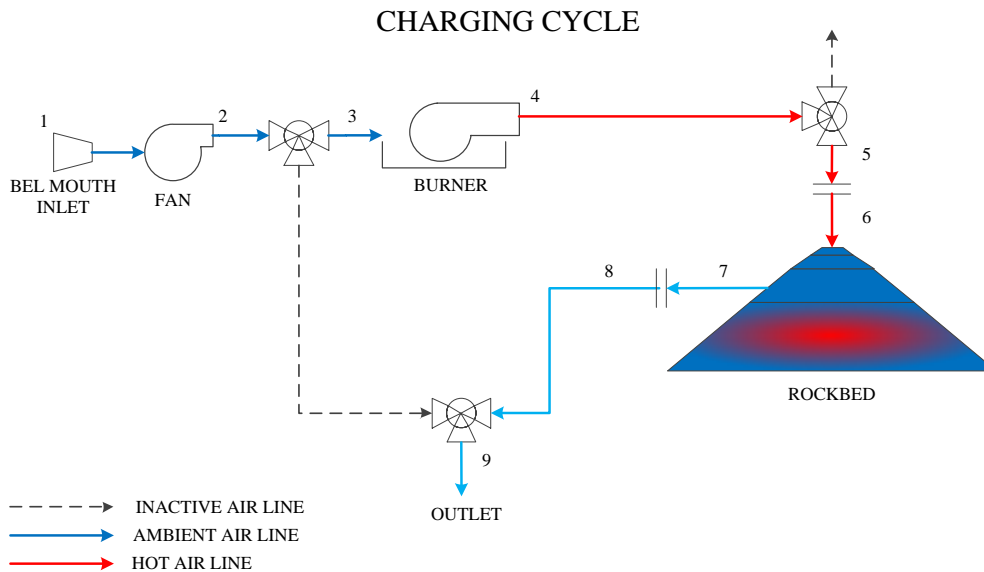 CHARGING CYCLE
1
2
3
4
BEL MOUTH
INLET
FAN
BURNER
5
6
7
8
ROCKBED
9
OUTLET
INACTIVE AIR LINE
AMBIENT AIR LINE
HOT AIR LINE